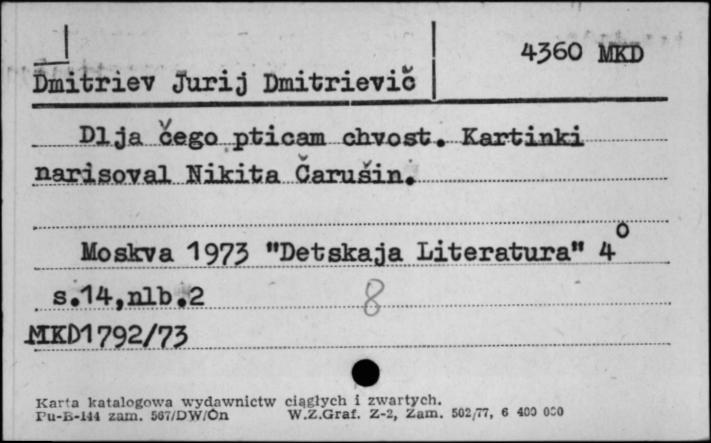 4360 MKD
Dmitriev Jurij Dmitrievič
Dlja čego pticam chvost. Kartinki
narisoval Nikita Čarušin.
Moskva 1973 "Detskaja Literatura" 4°
s.14,nlb.2 8
MKD1792/73
Karta katalogowa wydawnictw ciągłych i zwartych.
Pu-B-144 zam. 567/DW/On W.Z.Graf. Z-2, Zam. 502/77, 6 400 000